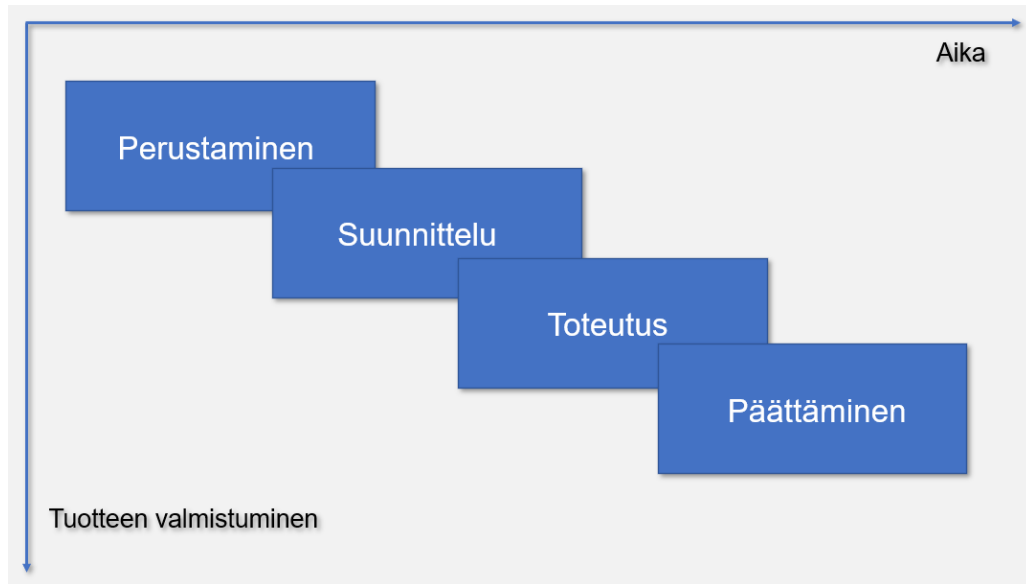 Aika
Perustaminen
Suunnittelu
Toteutus
Päättäminen
Tuotteen valmistuminen